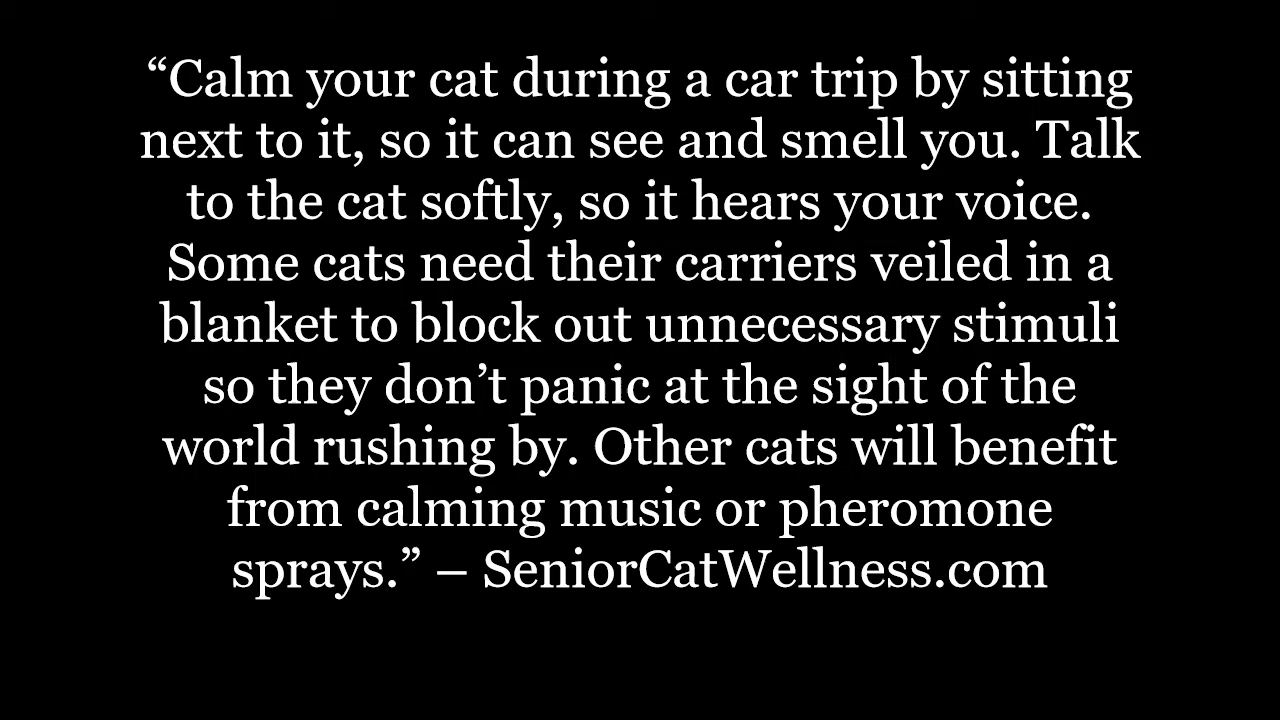 “Calm your cat during a car trip by sitting
next to it, so it can see and smell you. Talk
to the cat softly, so it hears your voice.
Some cats need their carriers veiled in a
blanket to block out unnecessary stimuli
so they don’t panic at the sight of the
world rushing by. Other cats will benefit
from calming music or pheromone
sprays.” – SeniorCatWellness.com